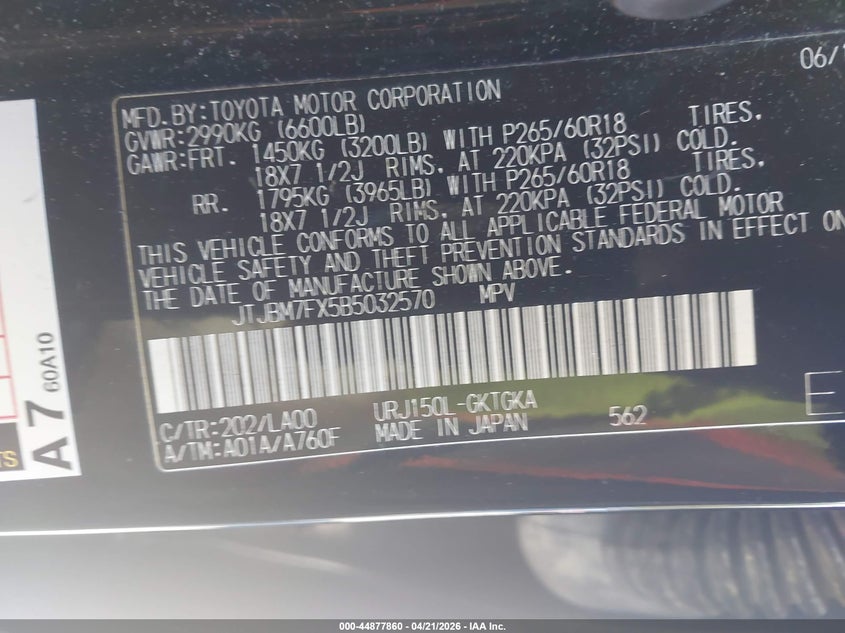 06/
MFD.BY:TOYOTA MOTOR CORPORATION
GVWR:2990KG (6600LB)
GAWR:FRT. 1450KG (3200LB) WITH P265/60R18 TIRES,
18X7 1/2J RIMS, AT 220KPA (32PSI) COLD.
RR. 1795KG (3965LB) WITH P265/60R18 TIRES,
18X7 1/2J RIMS, AT 220KPA (32PSI) COLD.
THIS VEHICLE CONFORMS TO ALL APPLICABLE FEDERAL MOTOR
VEHICLE SAFETY AND THEFT PREVENTION STANDARDS IN EFFECT ON
THE DATE OF MANUFACTURE SHOWN ABOVE.
JTJBM7FX5B5032570 MPV
C/TR:202/LA00 URJ150L-GKTGKA 562
A/TM:A01A/A760F MADE IN JAPAN
E
A7 60A10
TS
000-44877860 | 04/21/2026 | IAA Inc.